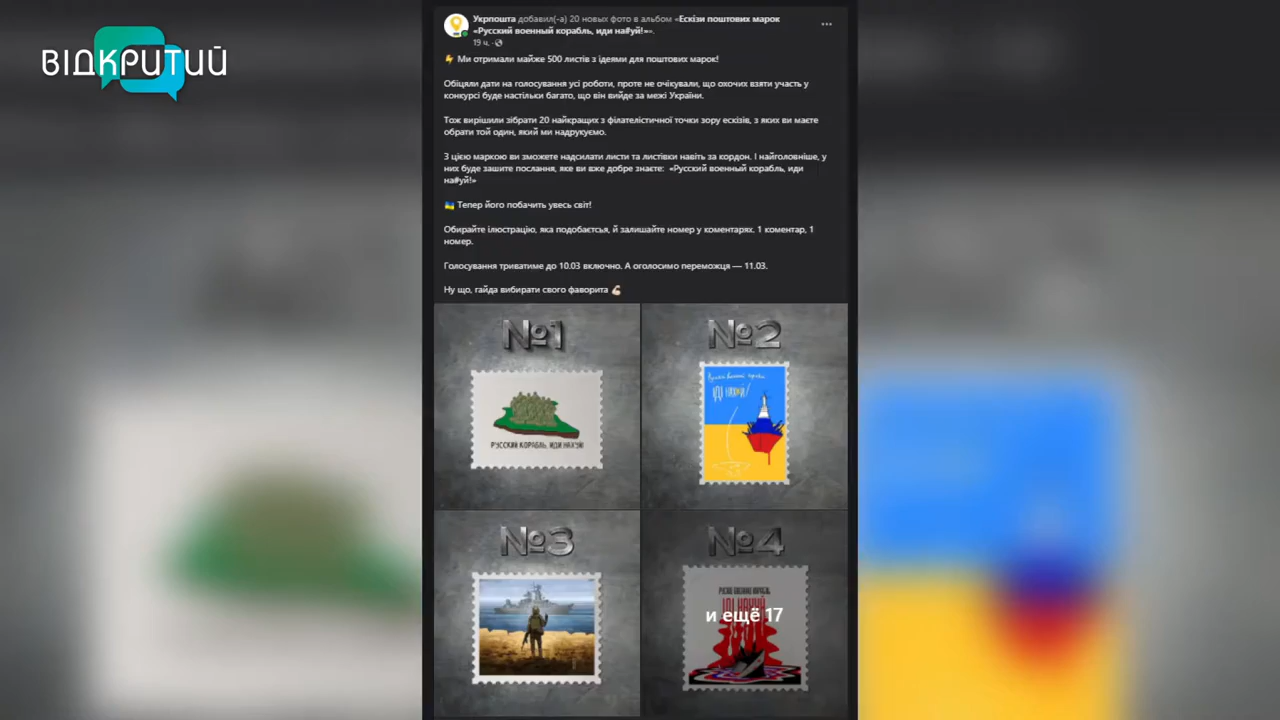 ВІДКРИТИЙ
Укрпошта добавил(-а) 20 новых фото в альбом «Ескізи поштових марок
«Русский военный корабль, иди на#уй!»».
19 ч. ·
⚡ Ми отримали майже 500 листів з ідеями для поштових марок!
Обіцяли дати на голосування усі роботи, проте не очікували, що охочих взяти участь у
конкурсі буде настільки багато, що він вийде за межі України.
Тож вирішили зібрати 20 найкращих з філателістичної точки зору ескізів, з яких ви маєте
обрати той один, який ми надрукуємо.
З цією маркою ви зможете надсилати листи та листівки навіть за кордон. І найголовніше, у
них буде зашите послання, яке ви вже добре знаєте: «Русский военный корабль, иди
на#уй!»
🇺🇦 Тепер його побачить увесь світ!
Обирайте ілюстрацію, яка подобаєтсья, й залишайте номер у коментарях. 1 коментар, 1
номер.
Голосування триватиме до 10.03 включно. А оголосимо переможця — 11.03.
Ну що, гайда вибирати свого фаворита 💪🏻
№1
№2
РУССКИЙ КОРАБЛЬ, ИДИ НАХУЙ!
№3
№4
и ещё 17